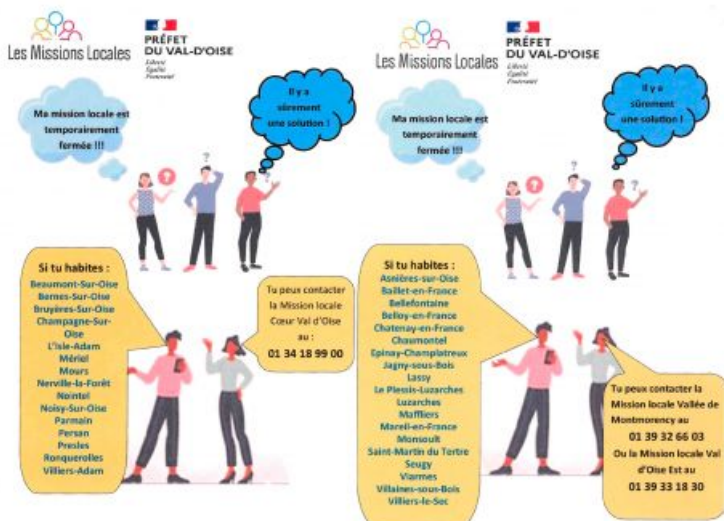 Les Missions Locales
PRÉFET
DU VAL-D'OISE
Liberté
Égalité
Fraternité
Ma mission locale est
temporairement
fermée !!!
Il y a
sûrement
une solution !
?
?
?
Si tu habites :
Beaumont-Sur-Oise
Bernes-Sur-Oise
Bruyères-Sur-Oise
Champagne-Sur-
Oise
L'Isle-Adam
Mériel
Mours
Nerville-la-Forêt
Nointel
Noisy-Sur-Oise
Parmain
Persan
Presles
Ronquerolles
Villiers-Adam
Tu peux contacter
la Mission locale
Cœur Val d'Oise
au :
01 34 18 99 00
Les Missions Locales
PRÉFET
DU VAL-D'OISE
Liberté
Égalité
Fraternité
Ma mission locale est
temporairement
fermée !!!
Il y a
sûrement
une solution !
?
?
?
Si tu habites :
Asnières-sur-Oise
Baillet-en-France
Bellefontaine
Belloy-en-France
Chatenay-en-France
Chaumontel
Epinay-Champlatreux
Jagny-sous-Bois
Lassy
Le Plessis-Luzarches
Luzarches
Maffliers
Mareil-en-France
Monsoult
Saint-Martin du Tertre
Seugy
Viarmes
Villaines-sous-Bois
Villiers-le-Sec
Tu peux contacter la
Mission locale Vallée de
Montmorency au
01 39 32 66 03
Ou la Mission locale Val
d'Oise Est au
01 39 33 18 30